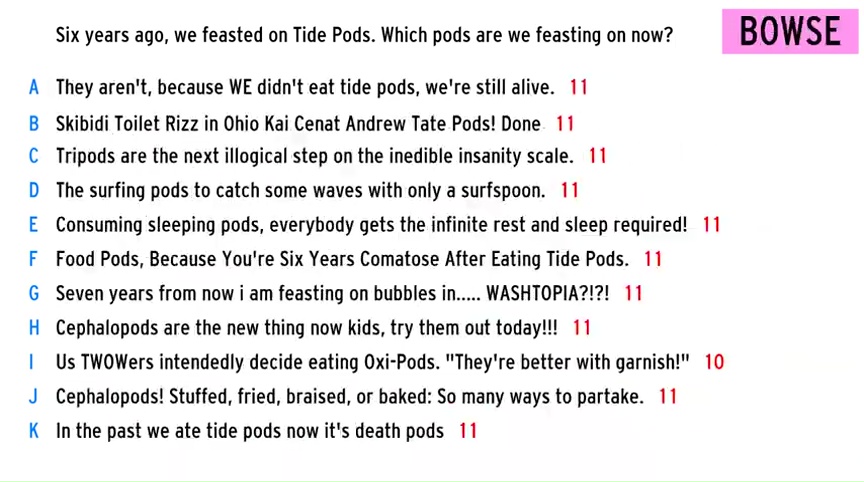 Six years ago, we feasted on Tide Pods. Which pods are we feasting on now?
BOWSE
A They aren't, because WE didn't eat tide pods, we're still alive. 11
B Skibidi Toilet Rizz in Ohio Kai Cenat Andrew Tate Pods! Done 11
C Tripods are the next illogical step on the inedible insanity scale. 11
D The surfing pods to catch some waves with only a surfspoon. 11
E Consuming sleeping pods, everybody gets the infinite rest and sleep required! 11
F Food Pods, Because You're Six Years Comatose After Eating Tide Pods. 11
G Seven years from now i am feasting on bubbles in..... WASHTOPIA?!?! 11
H Cephalopods are the new thing now kids, try them out today!!! 11
I Us TWOWers intendedly decide eating Oxi-Pods. "They're better with garnish!" 10
J Cephalopods! Stuffed, fried, braised, or baked: So many ways to partake. 11
K In the past we ate tide pods now it's death pods 11